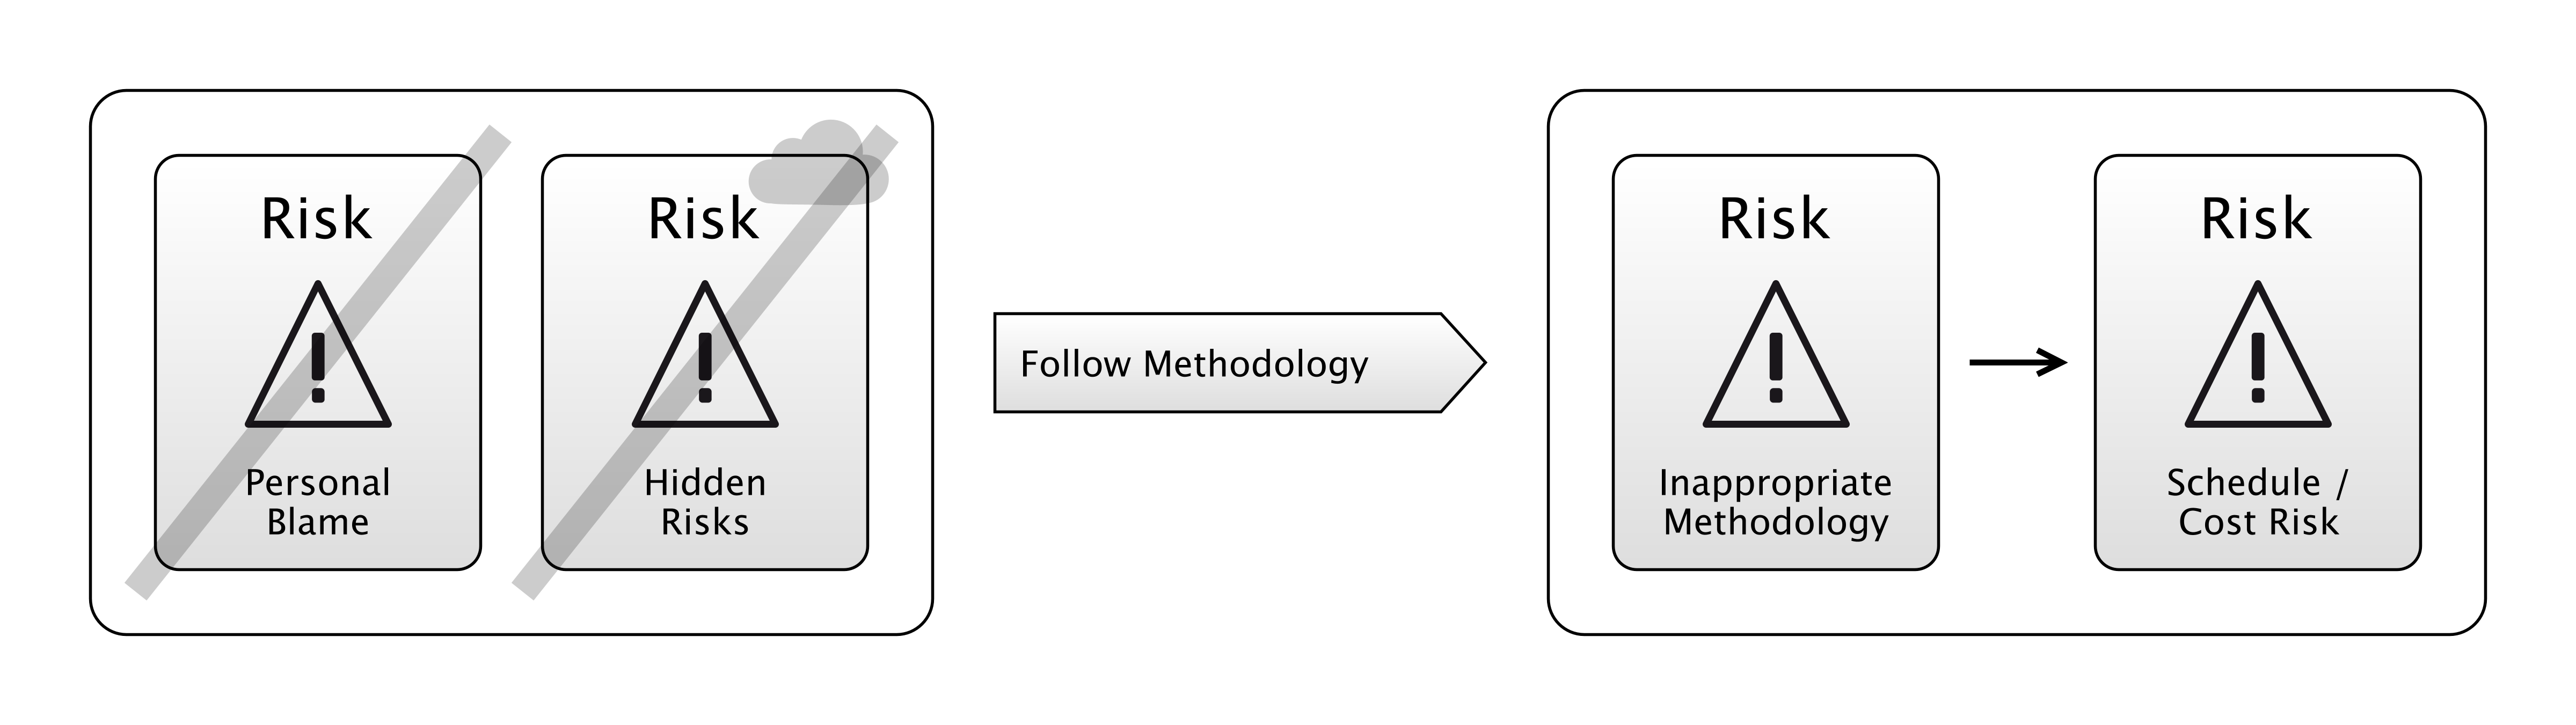 Risk
Personal
Blame
Risk
Hidden
Risks
Follow Methodology
Risk
Inappropriate
Methodology
Risk
Schedule /
Cost Risk